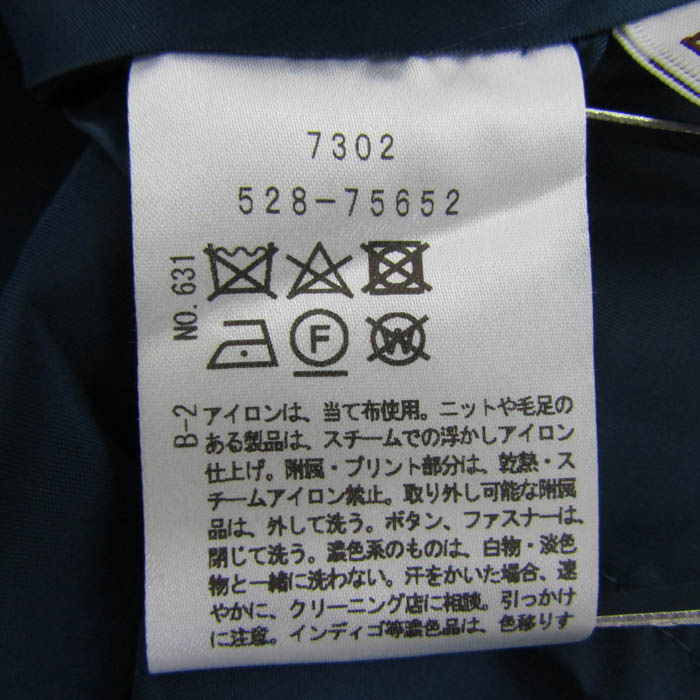 7302
528-75652
NO.631
F
W
B-2
アイロンは、当て布使用。ニットや毛足の
ある製品は、スチームでの浮かしアイロン
仕上げ。附属・プリント部分は、乾熱・ス
チームアイロン禁止。取り外し可能な附属
品は、外して洗う。ボタン、ファスナーは、
閉じて洗う。濃色系のものは、白物・淡色
物と一緒に洗わない。汗をかいた場合、速
やかに、クリーニング店に相談。引っかけ
に注意。インディゴ等濃色品は、色移りす